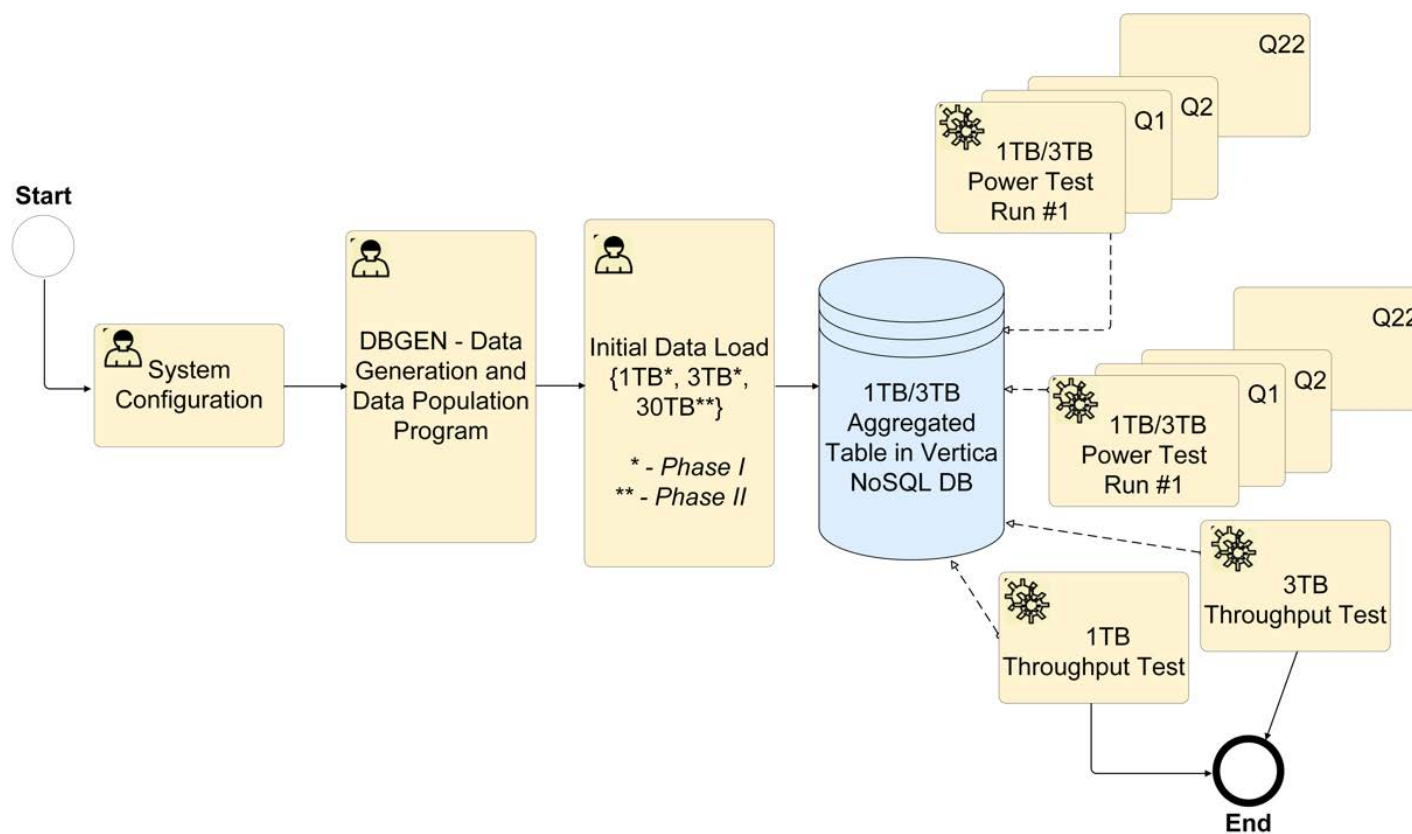 Start
System
Configuration
DBGEN - Data
Generation and
Data Population
Program
Initial Data Load
{1TB*, 3TB*,
30TB**}
* - Phase I
** - Phase II
1TB/3TB
Aggregated
Table in Vertica
NoSQL DB
1TB/3TB
Power Test
Run #1
Q1
Q2
Q22
1TB/3TB
Power Test
Run #1
Q1
Q2
Q22
3TB
Throughput Test
1TB
Throughput Test
End